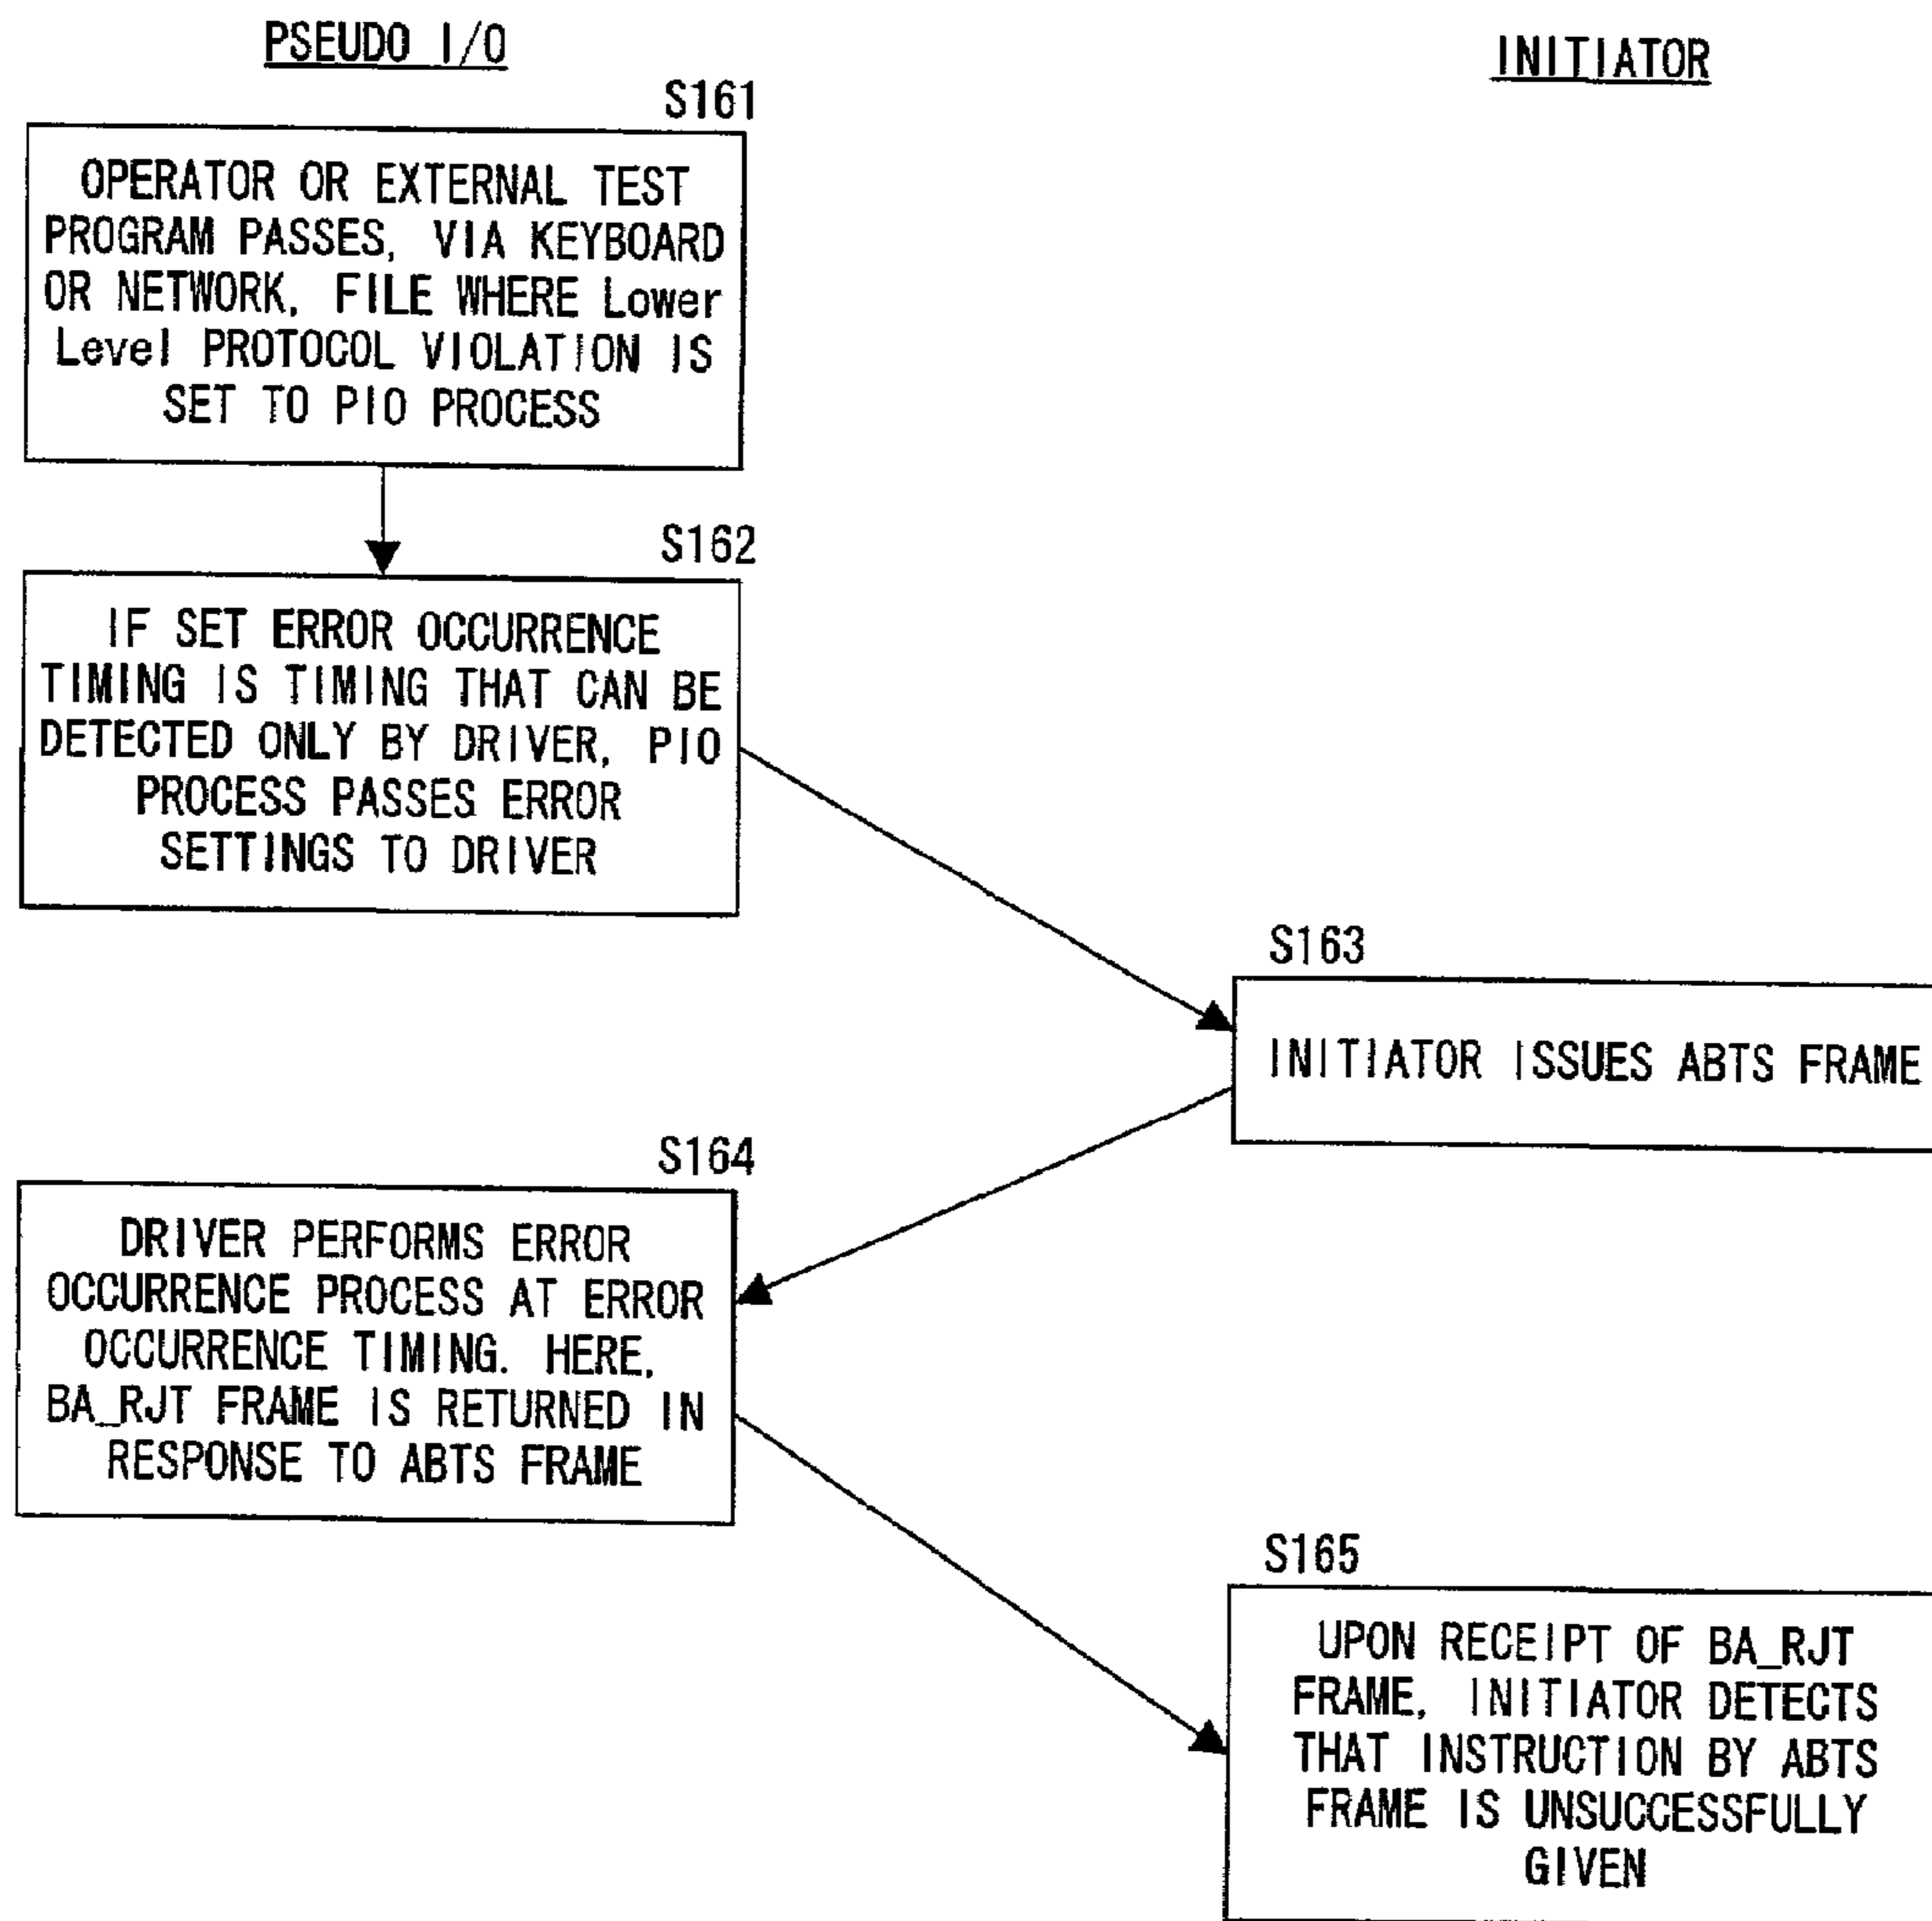 PSEUDO I/O
INITIATOR
S161
OPERATOR OR EXTERNAL TEST
PROGRAM PASSES, VIA KEYBOARD
OR NETWORK, FILE WHERE Lower
Level PROTOCOL VIOLATION IS
SET TO PIO PROCESS
S162
IF SET ERROR OCCURRENCE
TIMING IS TIMING THAT CAN BE
DETECTED ONLY BY DRIVER, PIO
PROCESS PASSES ERROR
SETTINGS TO DRIVER
S163
INITIATOR ISSUES ABTS FRAME
S164
DRIVER PERFORMS ERROR
OCCURRENCE PROCESS AT ERROR
OCCURRENCE TIMING. HERE,
BA_RJT FRAME IS RETURNED IN
RESPONSE TO ABTS FRAME
S165
UPON RECEIPT OF BA_RJT
FRAME, INITIATOR DETECTS
THAT INSTRUCTION BY ABTS
FRAME IS UNSUCCESSFULLY
GIVEN